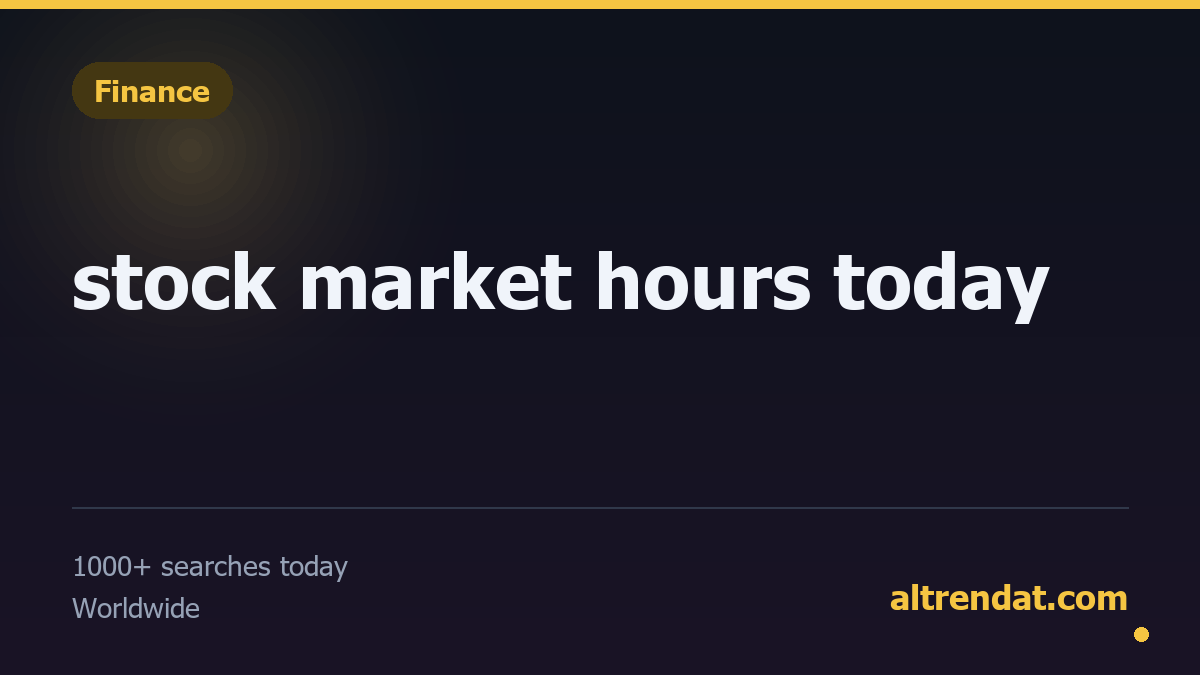 Finance
stock market hours today
1000+ searches today
Worldwide
altrendat.com